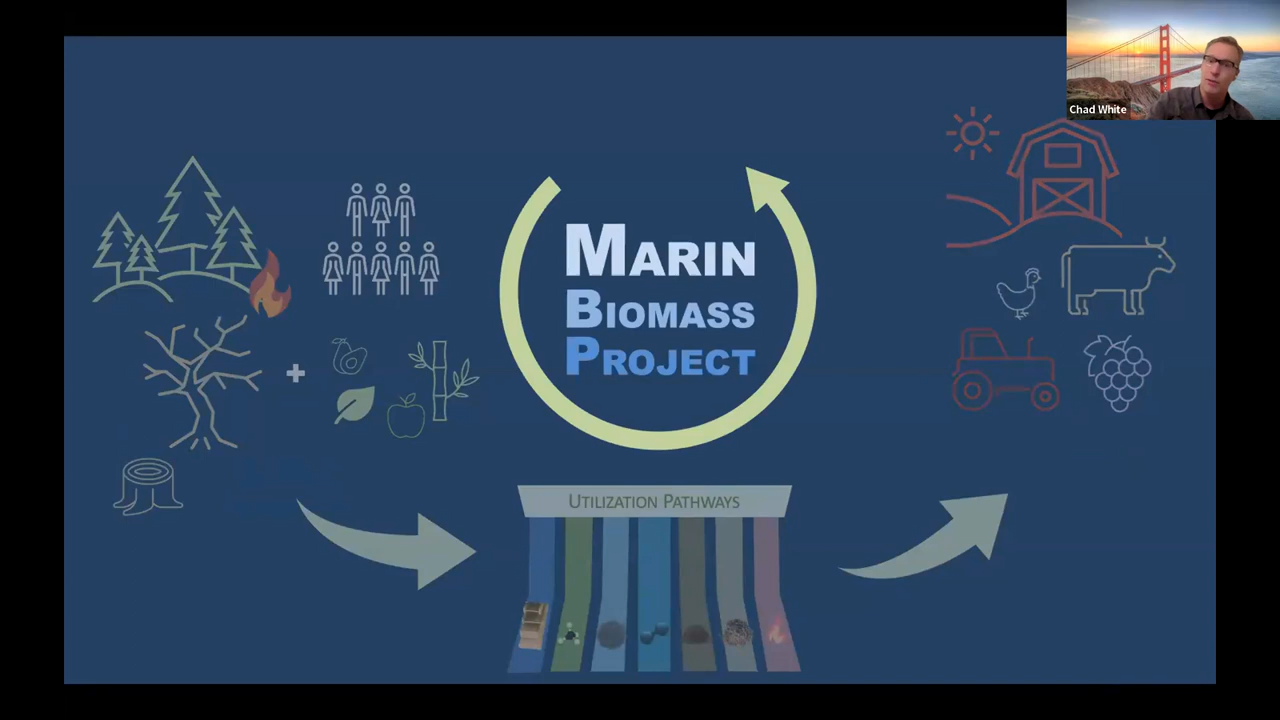 Chad White
MARIN
BIOMASS
PROJECT
UTILIZATION PATHWAYS